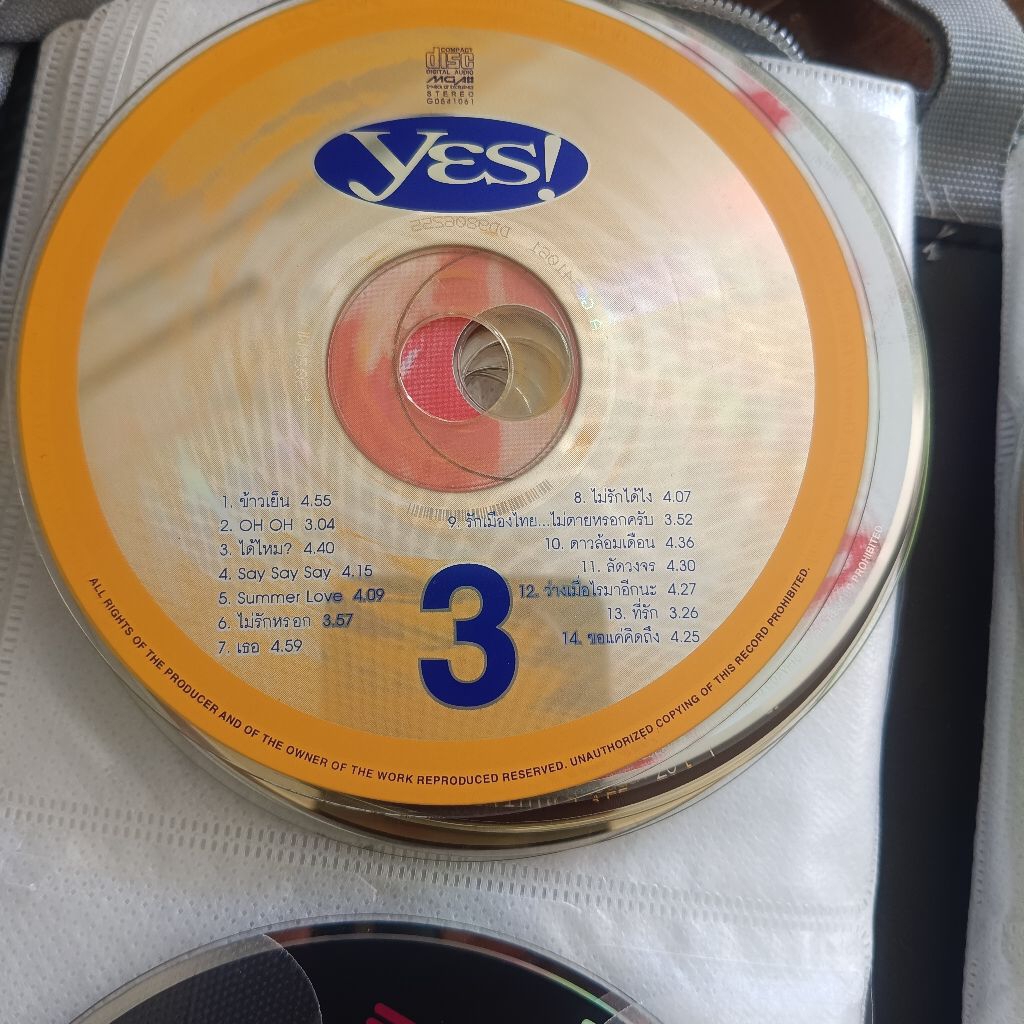 COMPACT
disc
DIGITAL AUDIO
MGA
SYMBOL OF EXCELLENCE
STEREO
GD541061
yes!
1. ข้าวเย็น 4.55
2. OH OH 3.04
3. ได้ไหม? 4.40
4. Say Say Say 4.15
5. Summer Love 4.09
6. ไม่รักหรอก 3.57
7. เธอ 4.59
8. ไม่รักได้ไง 4.07
9. รักเมืองไทย...ไม่ตายหรอกครับ 3.52
10. ดาวล้อมเดือน 4.36
11. ลัดวงจร 4.30
12. ว่างเมื่อไรมาอีกนะ 4.27
13. ที่รัก 3.26
14. ขอแค่คิดถึง 4.25
3
ALL RIGHTS OF THE PRODUCER AND OF THE OWNER OF THE WORK REPRODUCED RESERVED. UNAUTHORIZED COPYING OF THIS RECORD PROHIBITED.
PROHIBITED